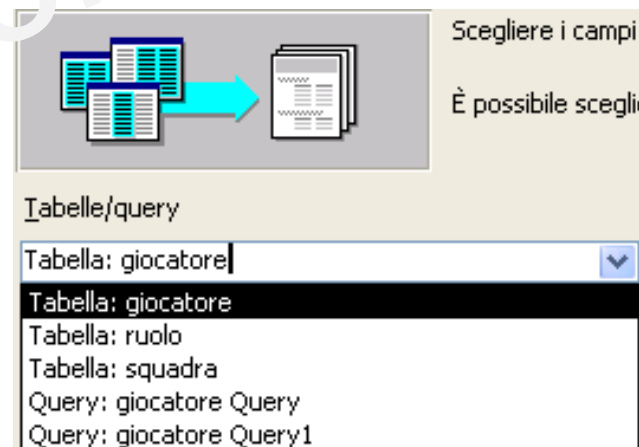 Scegliere i campi
È possibile scegli
Tabelle/query
Tabella: giocatore
Tabella: giocatore
Tabella: ruolo
Tabella: squadra
Query: giocatore Query
Query: giocatore Query1